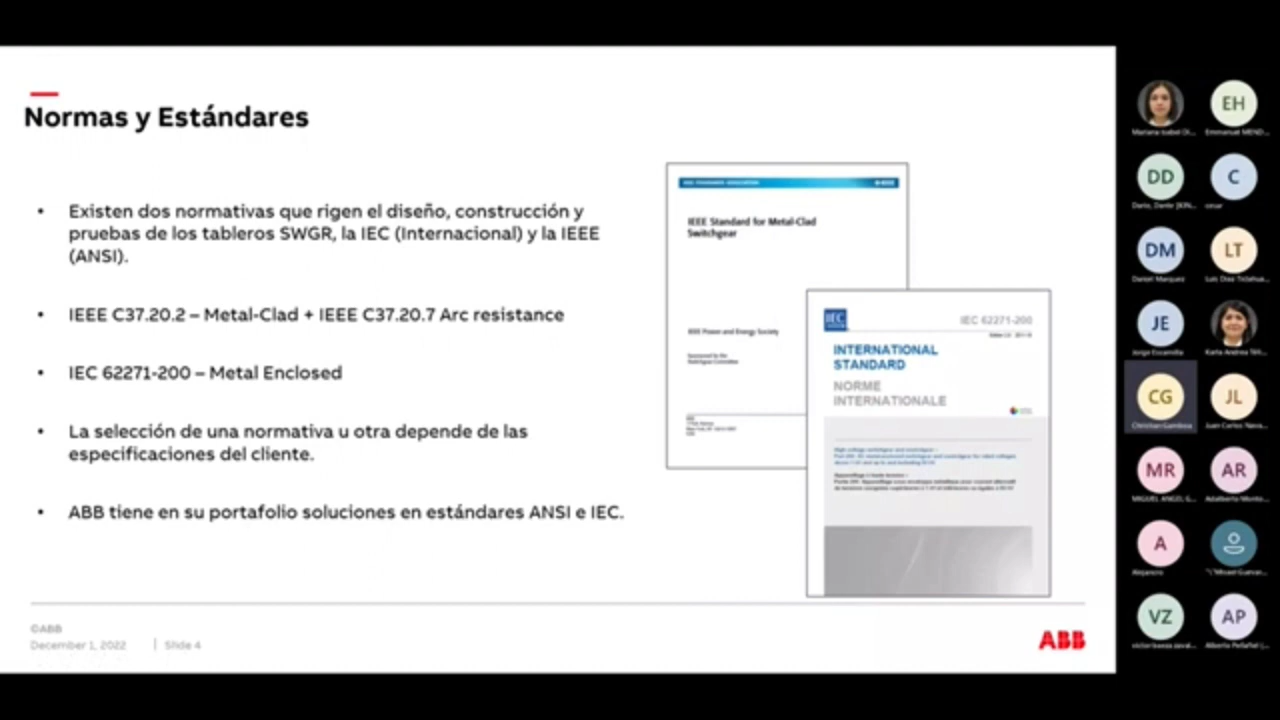 Normas y Estándares
• Existen dos normativas que rigen el diseño, construcción y
pruebas de los tableros SWGR, la IEC (Internacional) y la IEEE
(ANSI).
• IEEE C37.20.2 – Metal-Clad + IEEE C37.20.7 Arc resistance
• IEC 62271-200 – Metal Enclosed
• La selección de una normativa u otra depende de las
especificaciones del cliente.
• ABB tiene en su portafolio soluciones en estándares ANSI e IEC.
IEEE Standard for Metal-Clad
Switchgear
IEEE Power and Energy Society
IEC
IEC 62271-200
INTERNATIONAL
STANDARD
NORME
INTERNATIONALE
©ABB
December 1, 2022 | Slide 4
ABB
EH
DD
C
DM
LT
JE
CG
JL
Christian Gamboa
MR
AR
A
Alejandro
VZ
AP